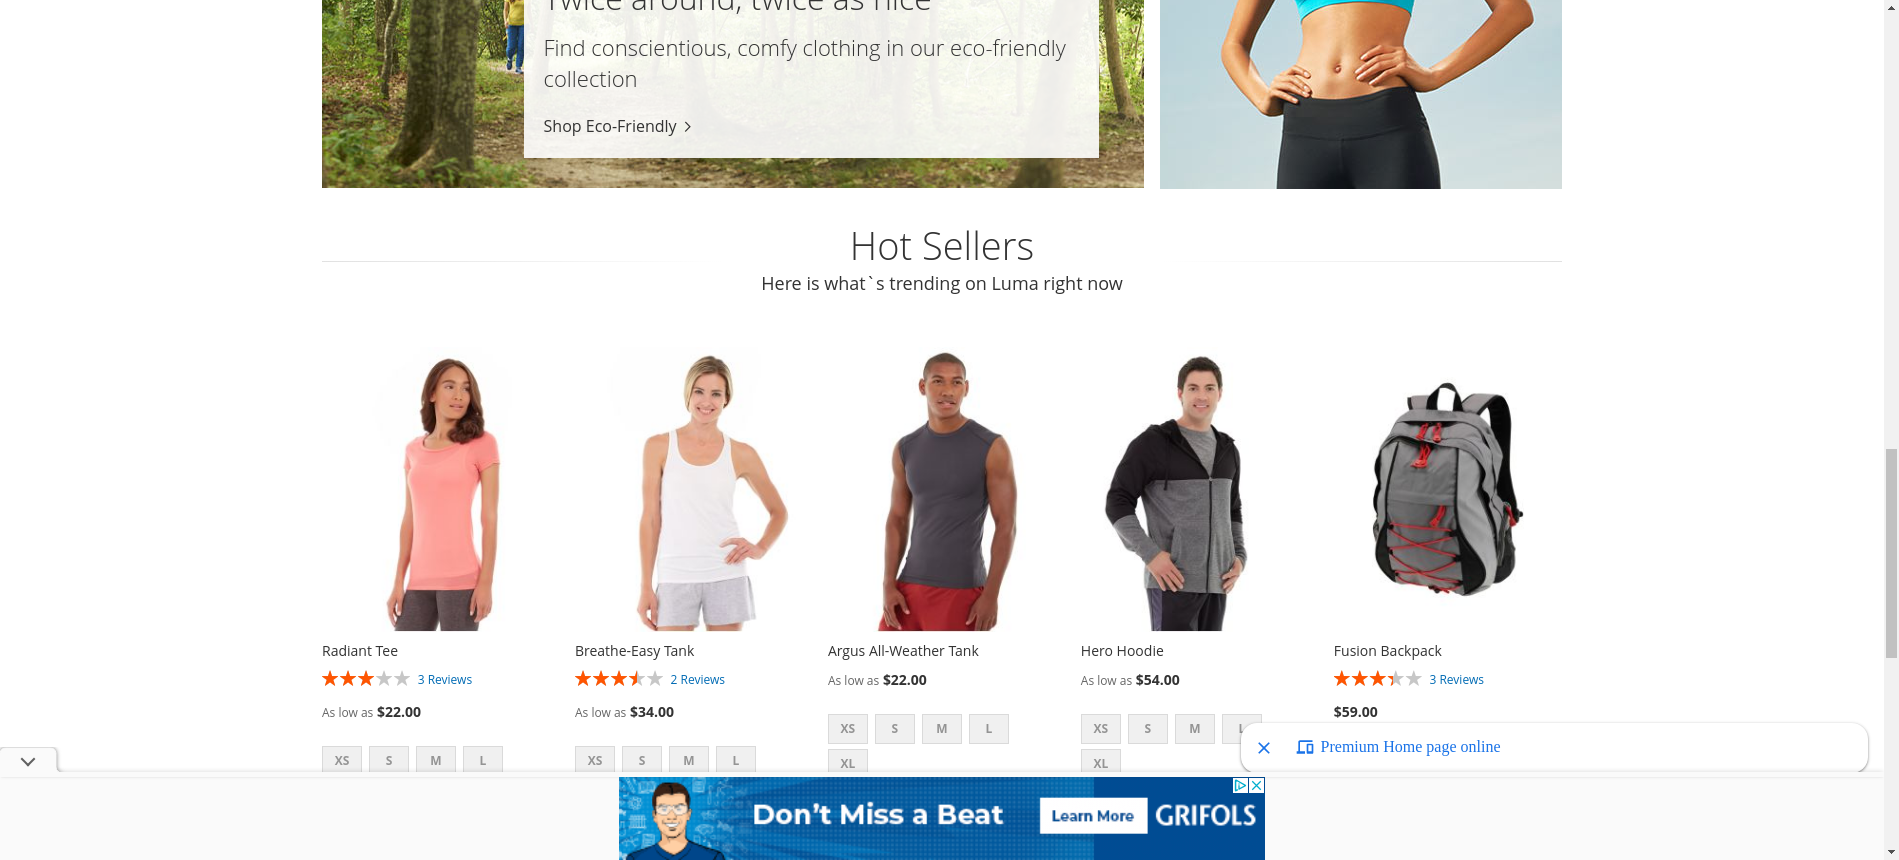 Twice around, twice as nice
Find conscientious, comfy clothing in our eco-friendly
collection
Shop Eco-Friendly
Hot Sellers
Here is what`s trending on Luma right now
Radiant Tee
3 Reviews
As low as $22.00
XS S M L
Breathe-Easy Tank
2 Reviews
As low as $34.00
XS S M L
Argus All-Weather Tank
As low as $22.00
XS S M L
XL
Hero Hoodie
As low as $54.00
XS S M L
XL
Fusion Backpack
3 Reviews
$59.00
Premium Home page online
Don't Miss a Beat
Learn More
GRIFOLS